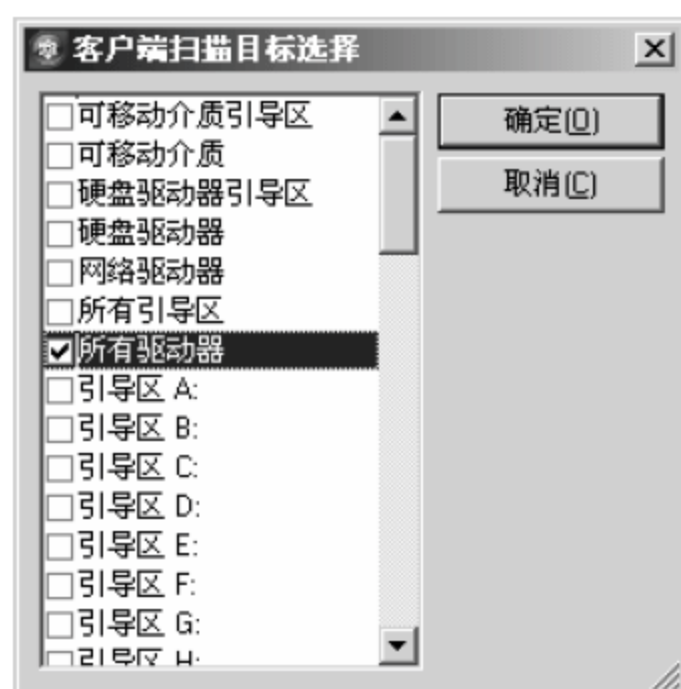 客户端扫描目标选择
可移动介质引导区
可移动介质
硬盘驱动器引导区
硬盘驱动器
网络驱动器
所有引导区
所有驱动器
引导区 A:
引导区 B:
引导区 C:
引导区 D:
引导区 E:
引导区 F:
引导区 G:
引导区 H:
确定(O)
取消(C)